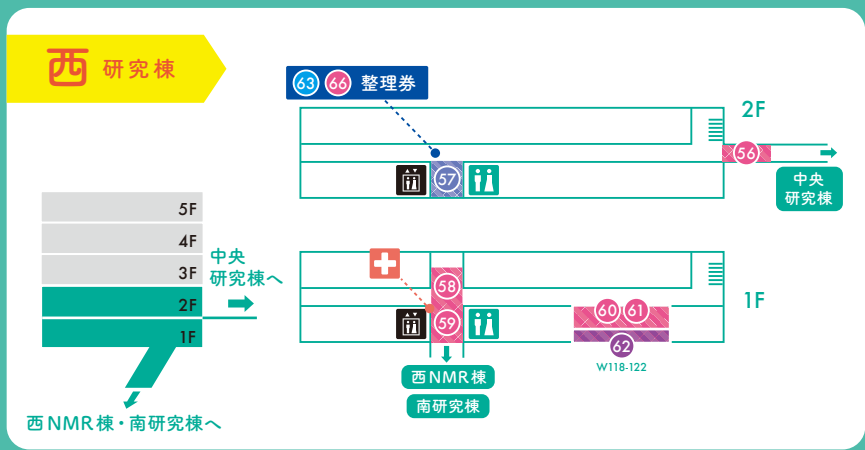 西 研究棟
63 66 整理券
2F
56
57
中央
研究棟
5F
4F
3F
2F
1F
中央
研究棟へ
西NMR棟・南研究棟へ
1F
58
59
60 61
62
W118-122
西NMR棟
南研究棟